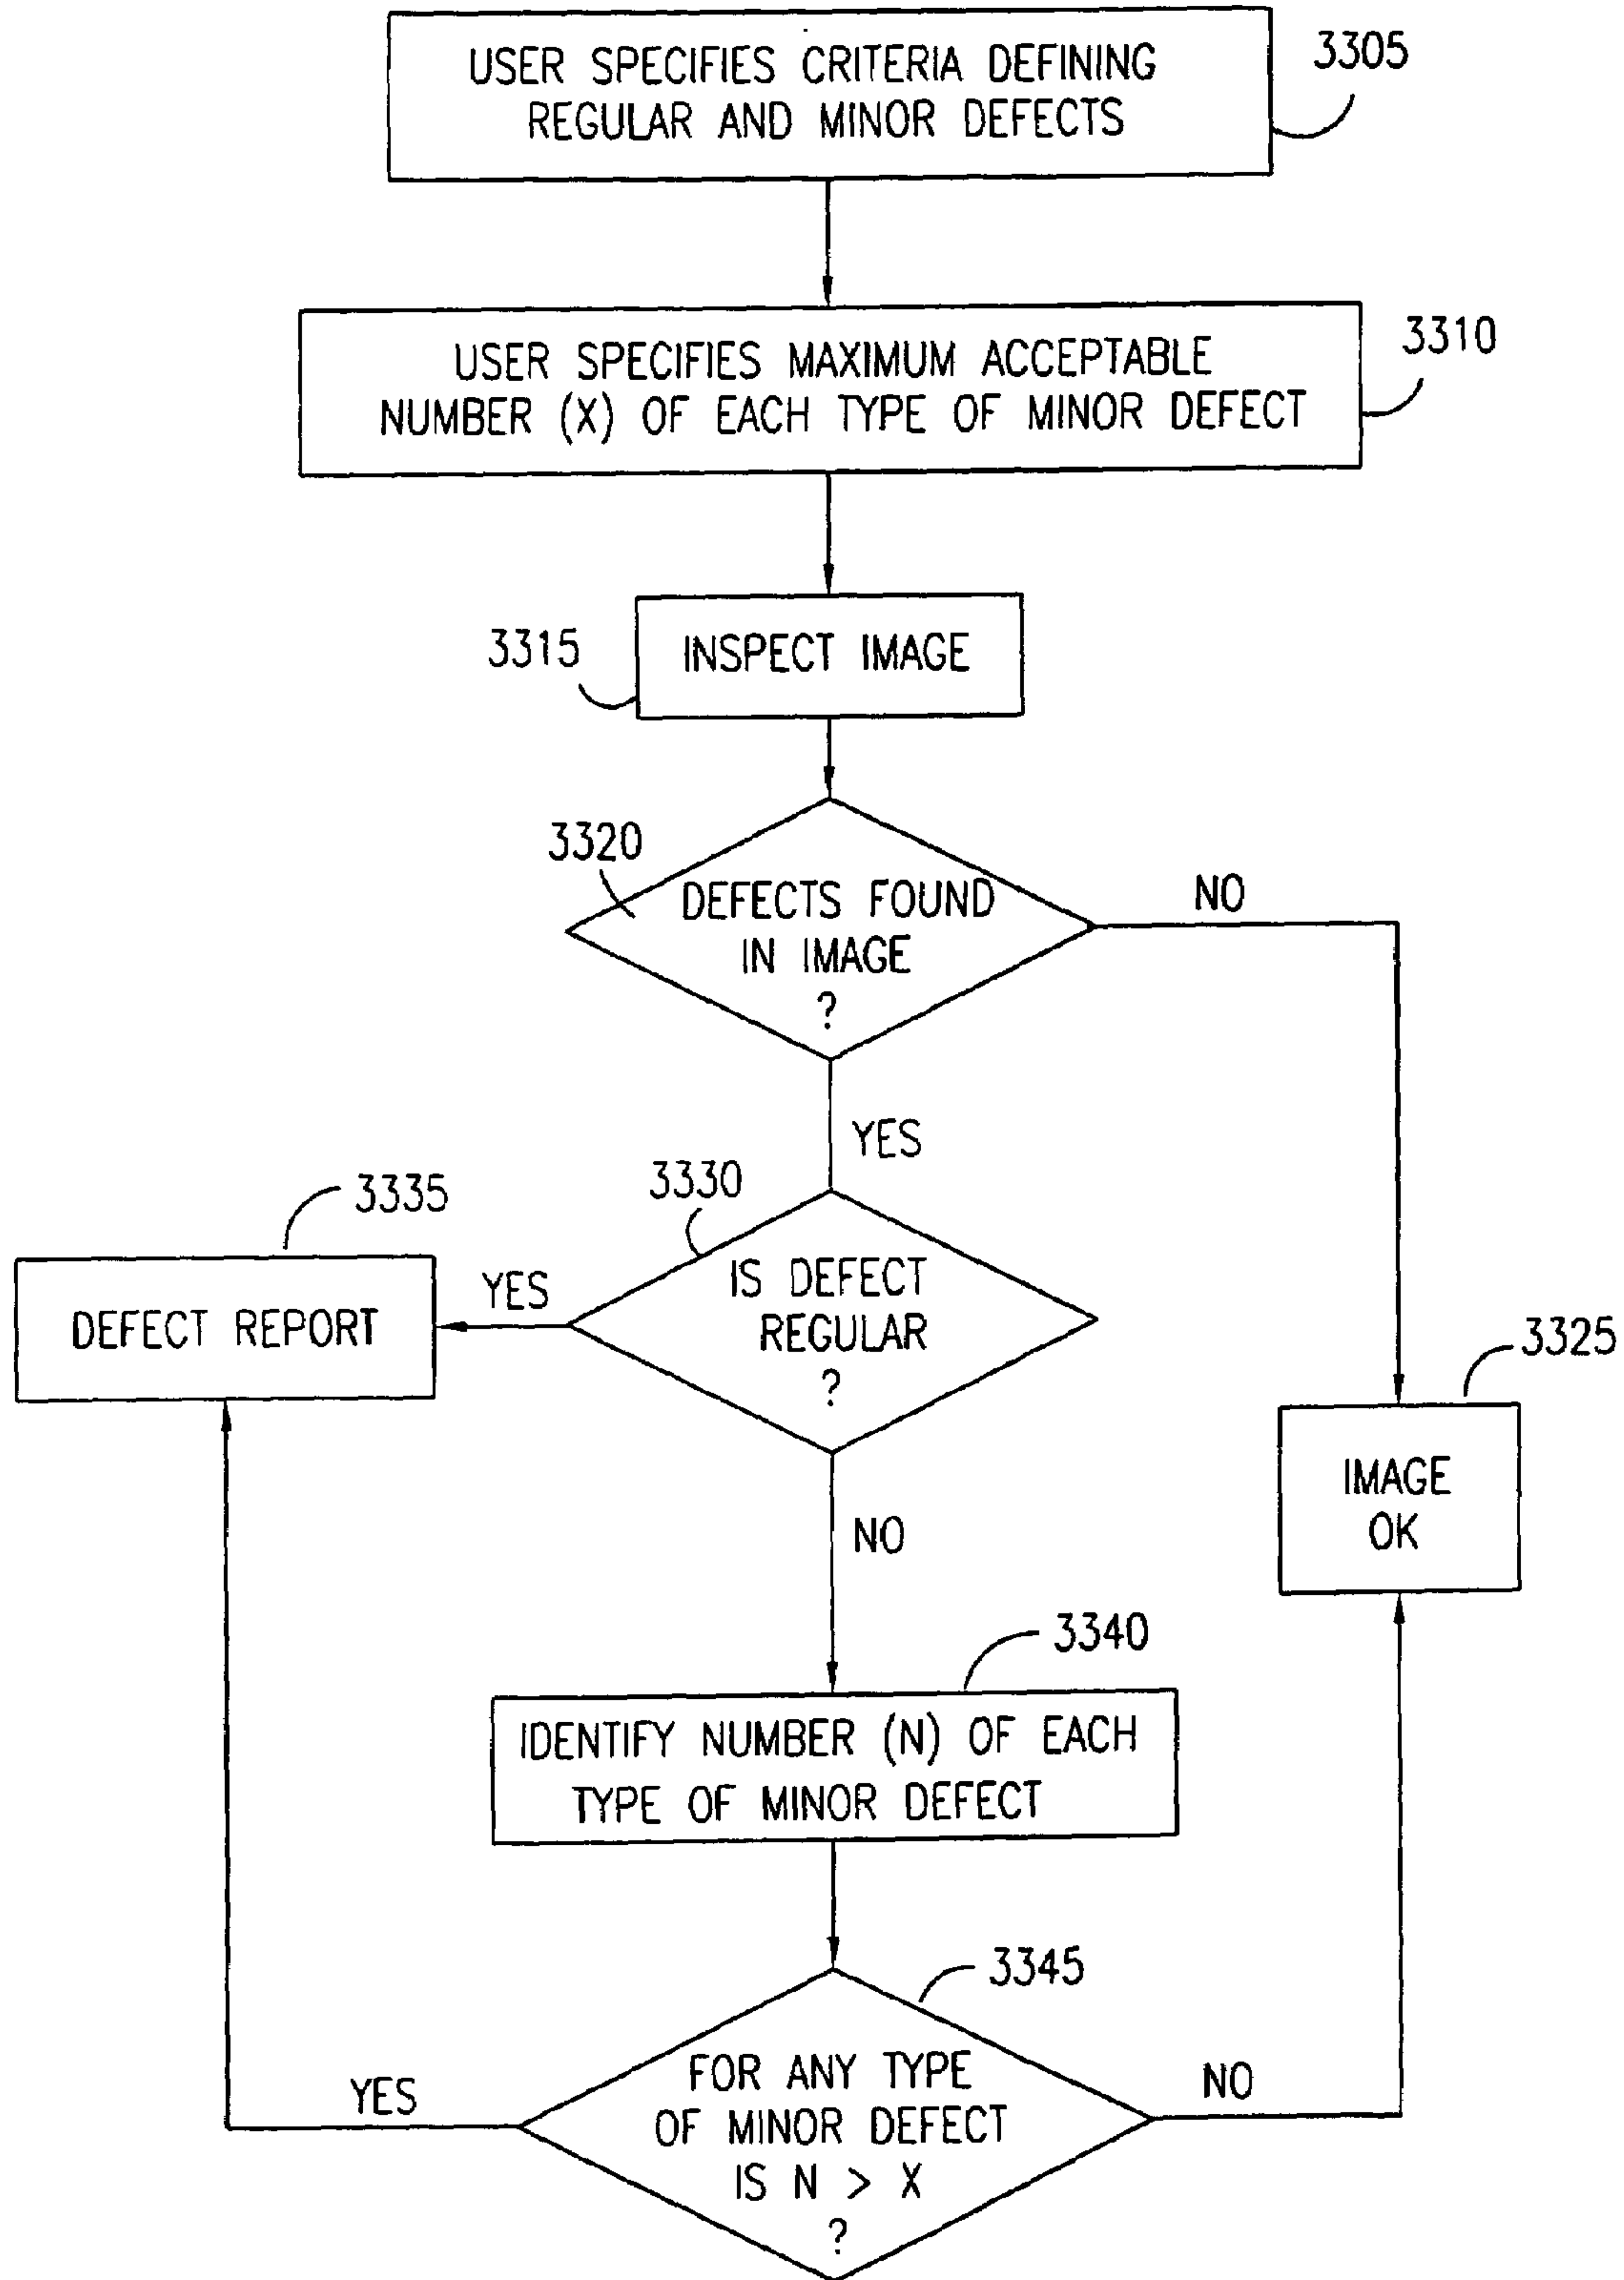 USER SPECIFIES CRITERIA DEFINING
REGULAR AND MINOR DEFECTS
3305
USER SPECIFIES MAXIMUM ACCEPTABLE
NUMBER (X) OF EACH TYPE OF MINOR DEFECT
3310
3315
INSPECT IMAGE
3320
DEFECTS FOUND
IN IMAGE
?
NO
YES
3330
3335
IS DEFECT
REGULAR
?
YES
DEFECT REPORT
3325
IMAGE
OK
NO
3340
IDENTIFY NUMBER (N) OF EACH
TYPE OF MINOR DEFECT
3345
FOR ANY TYPE
OF MINOR DEFECT
IS N > X
?
YES
NO